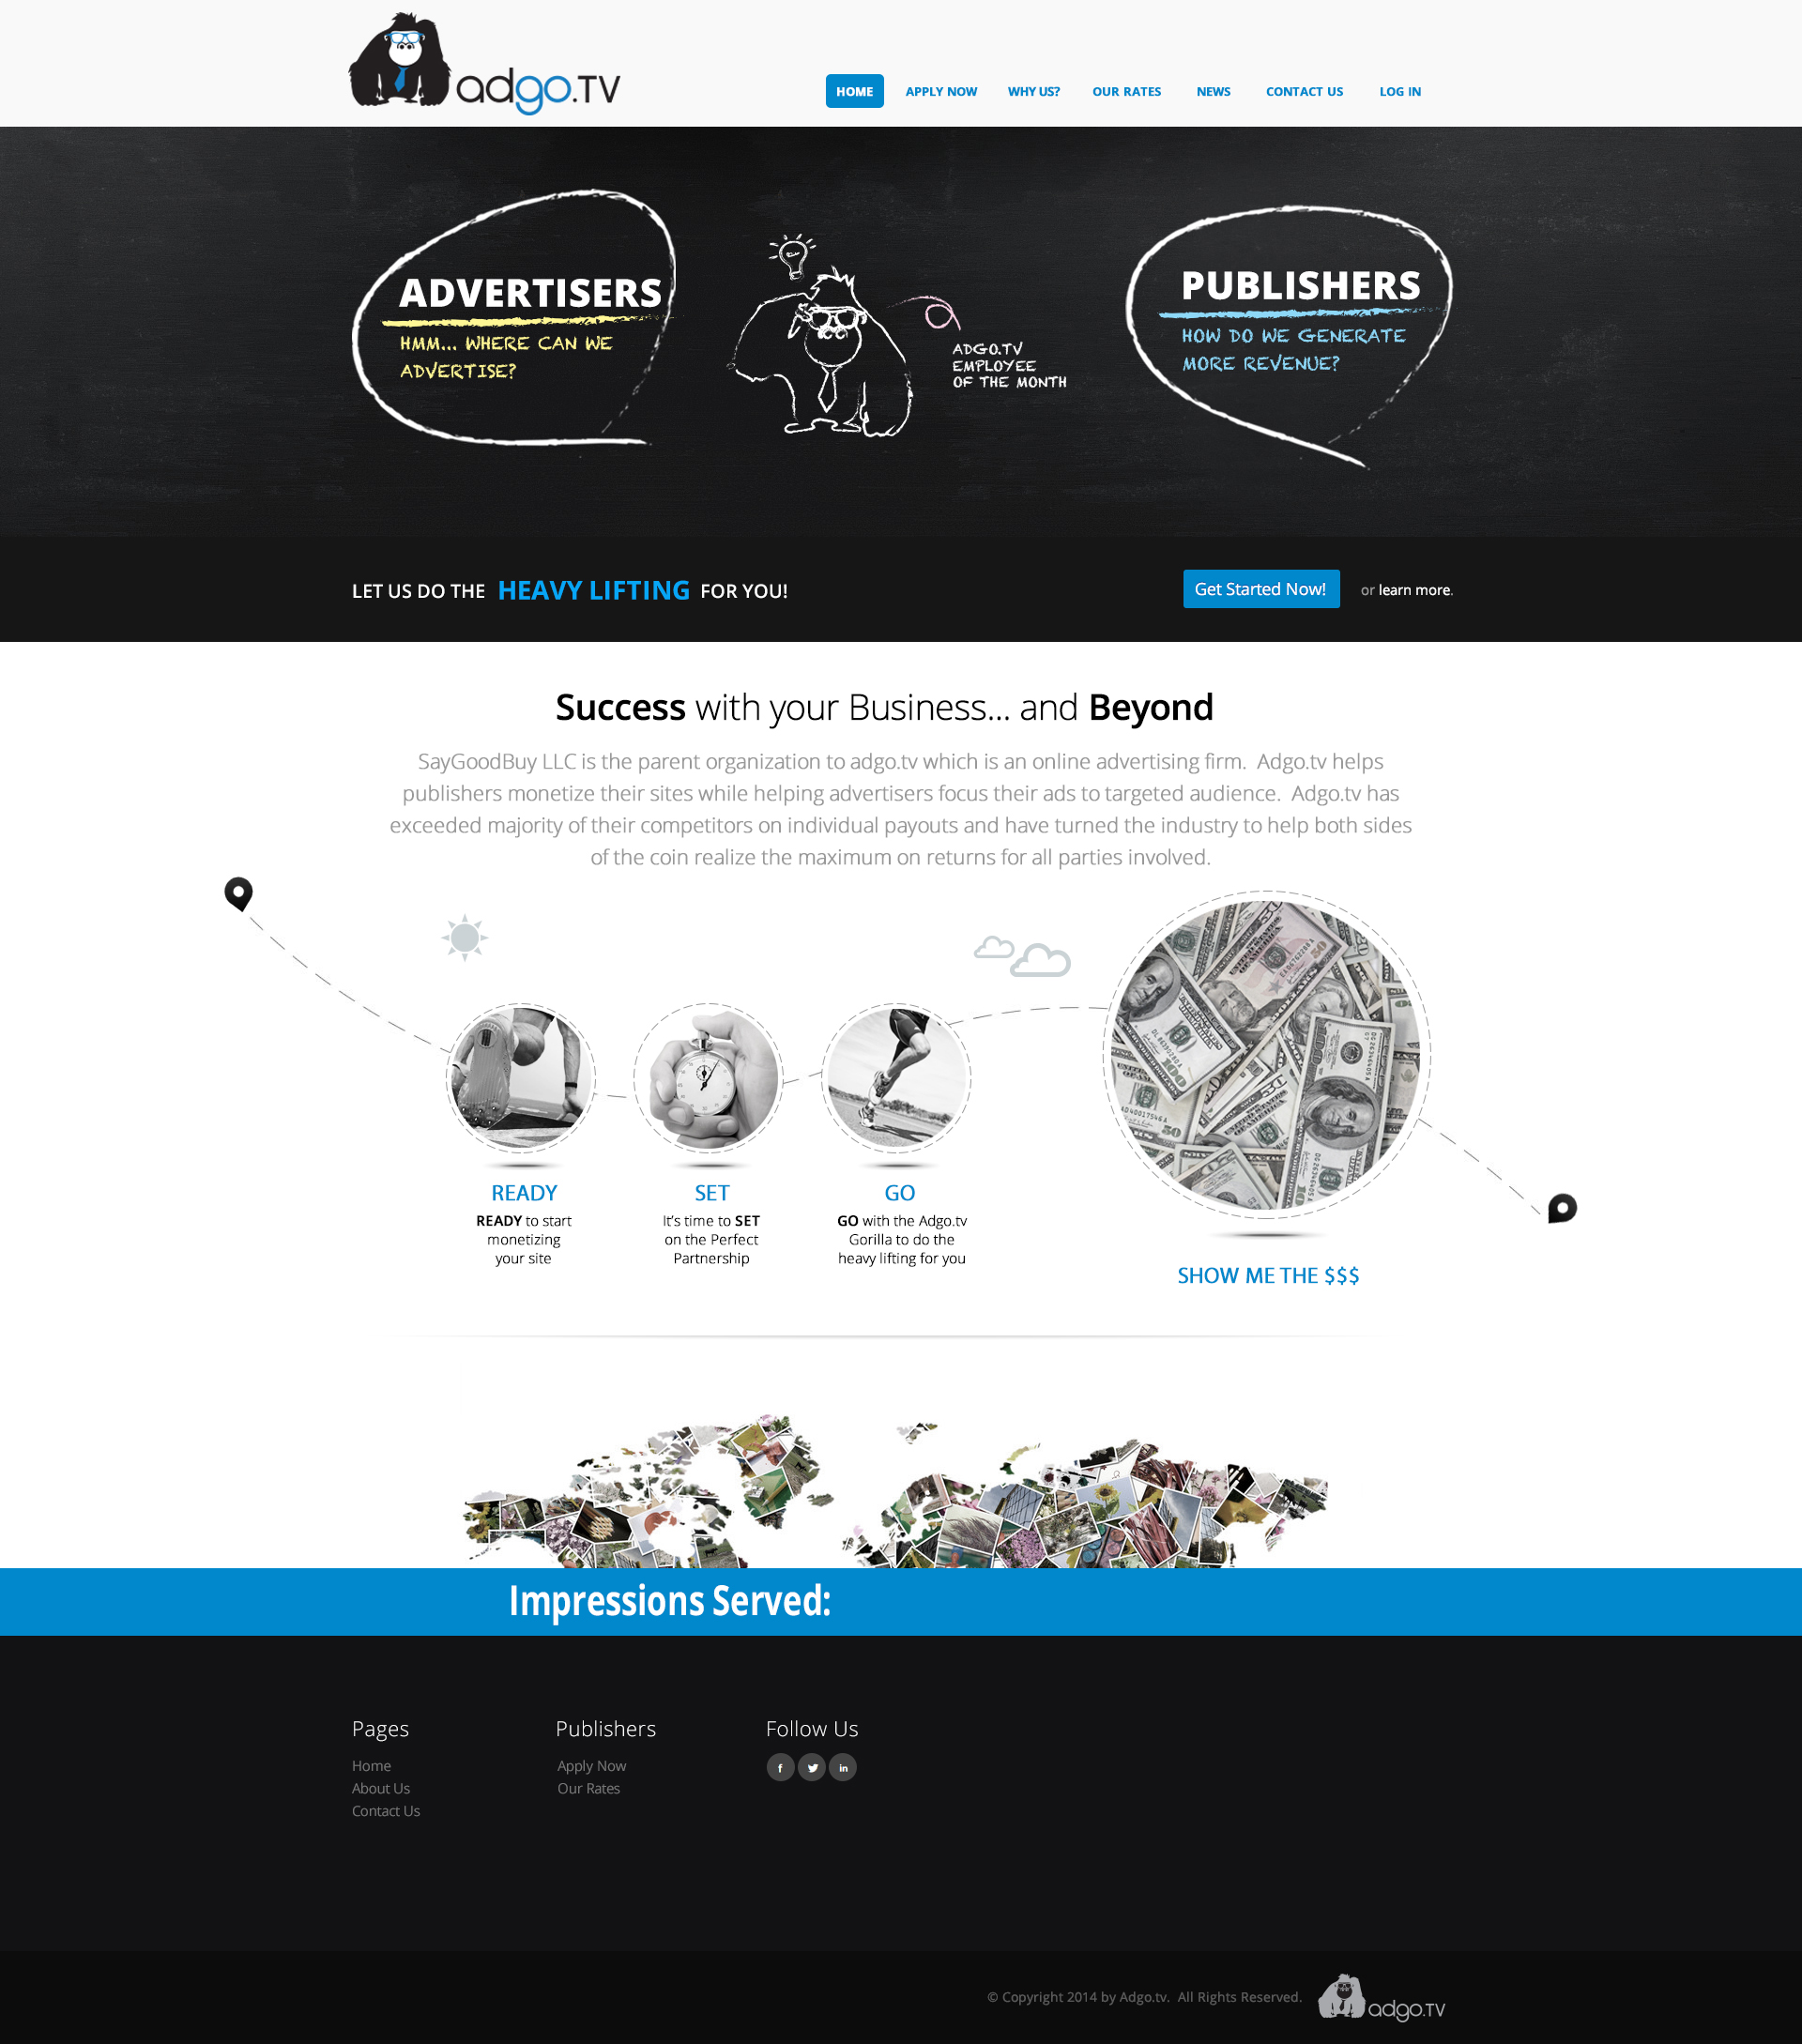 adgo.TV
HOME
APPLY NOW
WHY US?
OUR RATES
NEWS
CONTACT US
LOG IN
ADVERTISERS
HMM... WHERE CAN WE
ADVERTISE?
ADGO.TV
EMPLOYEE
OF THE MONTH
PUBLISHERS
HOW DO WE GENERATE
MORE REVENUE?
LET US DO THE HEAVY LIFTING FOR YOU!
Get Started Now!
or learn more.
Success with your Business... and Beyond
SayGoodBuy LLC is the parent organization to adgo.tv which is an online advertising firm. Adgo.tv helps
publishers monetize their sites while helping advertisers focus their ads to targeted audience. Adgo.tv has
exceeded majority of their competitors on individual payouts and have turned the industry to help both sides
of the coin realize the maximum on returns for all parties involved.
READY
READY to start
monetizing
your site
SET
It's time to SET
on the Perfect
Partnership
GO
GO with the Adgo.tv
Gorilla to do the
heavy lifting for you
SHOW ME THE $$$
Impressions Served:
Pages
Home
About Us
Contact Us
Publishers
Apply Now
Our Rates
Follow Us
© Copyright 2014 by Adgo.tv. All Rights Reserved.
adgo.TV